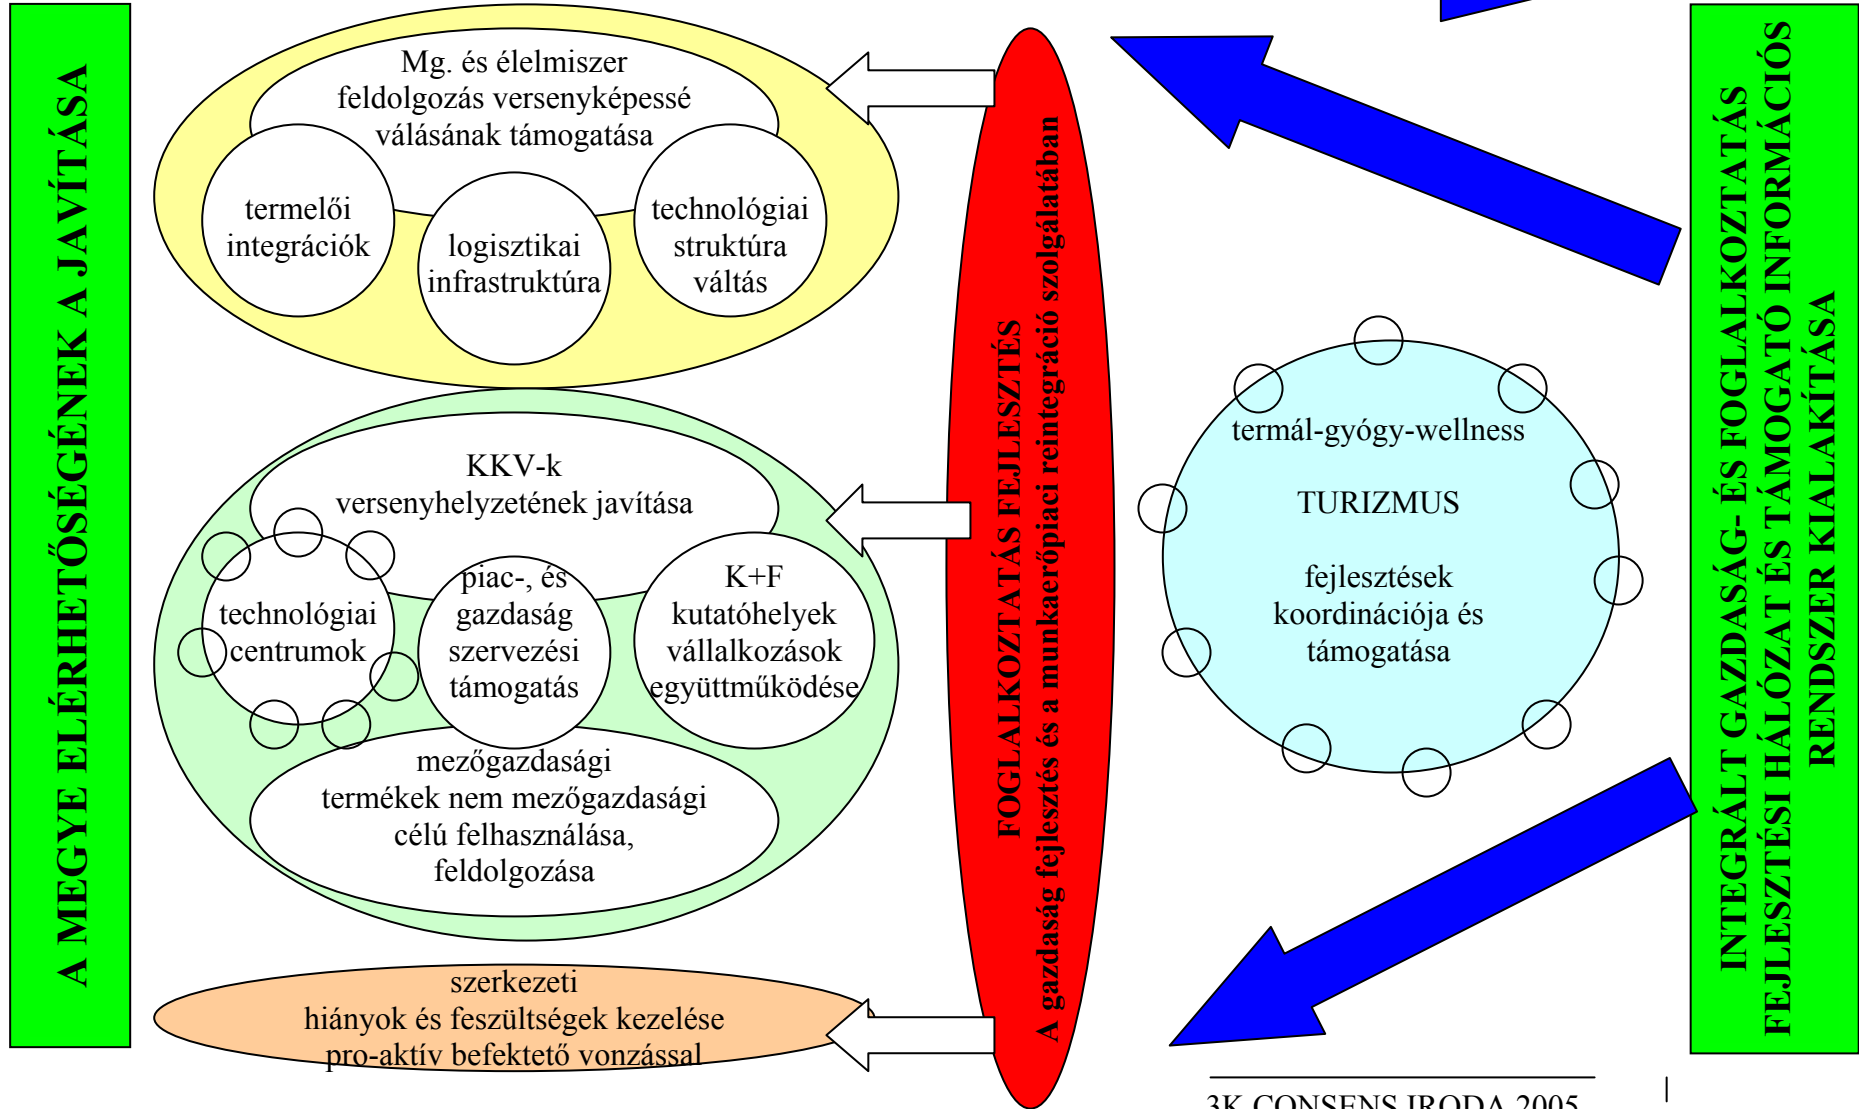 A MEGYE ELÉRHETŐSÉGÉNEK A JAVÍTÁSA
Mg. és élelmiszer
feldolgozás versenyképessé
válásának támogatása
termelői
integrációk
logisztikai
infrastruktúra
technológiai
struktúra
váltás
KKV-k
versenyhelyzetének javítása
technológiai
centrumok
piac-, és
gazdaság
szervezési
támogatás
K+F
kutatóhelyek
vállalkozások
együttműködése
mezőgazdasági
termékek nem mezőgazdasági
célú felhasználása,
feldolgozása
szerkezeti
hiányok és feszültségek kezelése
pro-aktív befektető vonzással
FOGLALKOZTATÁS FEJLESZTÉS
A gazdaság fejlesztés és a munkaerőpiaci reintegráció szolgálatában
termál-gyógy-wellness
TURIZMUS
fejlesztések
koordinációja és
támogatása
INTEGRÁLT GAZDASÁG- ÉS FOGLALKOZTATÁS
FEJLESZTÉSI HÁLÓZAT ÉS TÁMOGATÓ INFORMÁCIÓS
RENDSZER KIALAKÍTÁSA
3K CONSENS IRODA 2005